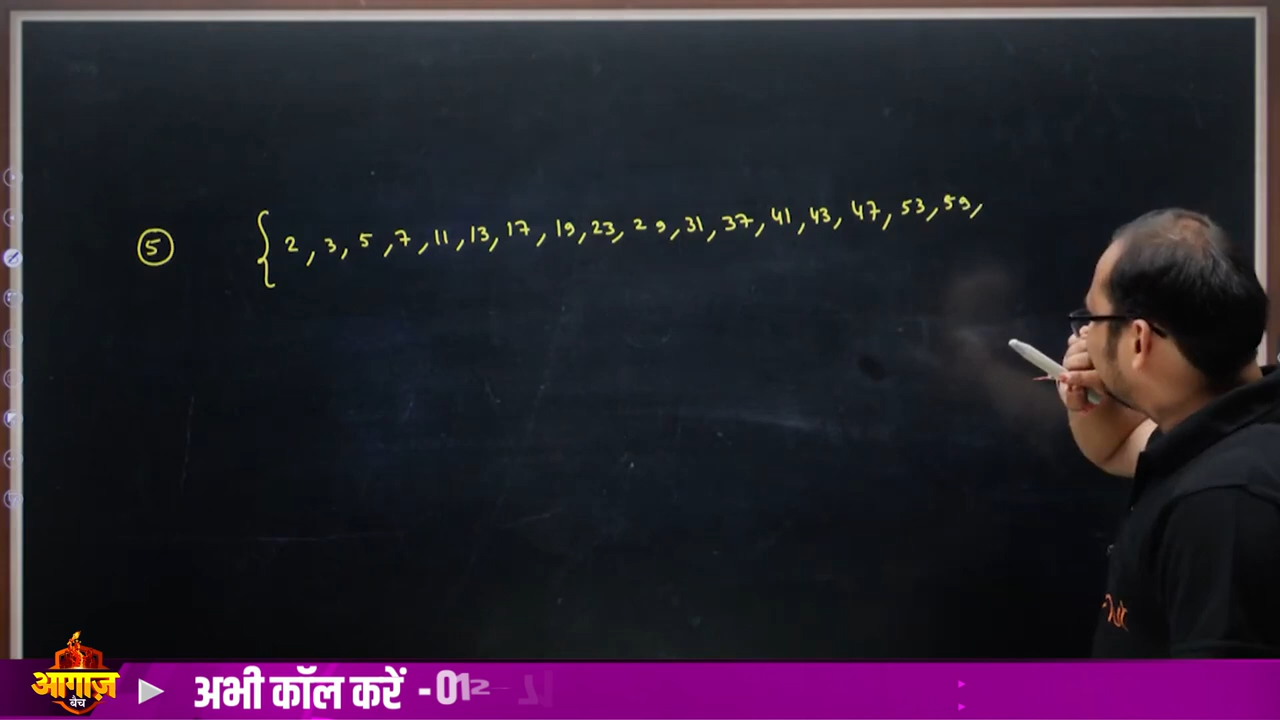 ⑤ { 2, 3, 5, 7, 11, 13, 17, 19, 23, 29, 31, 37, 41, 43, 47, 53, 59,
आगाज़
बैच
अभी कॉल करें - 012